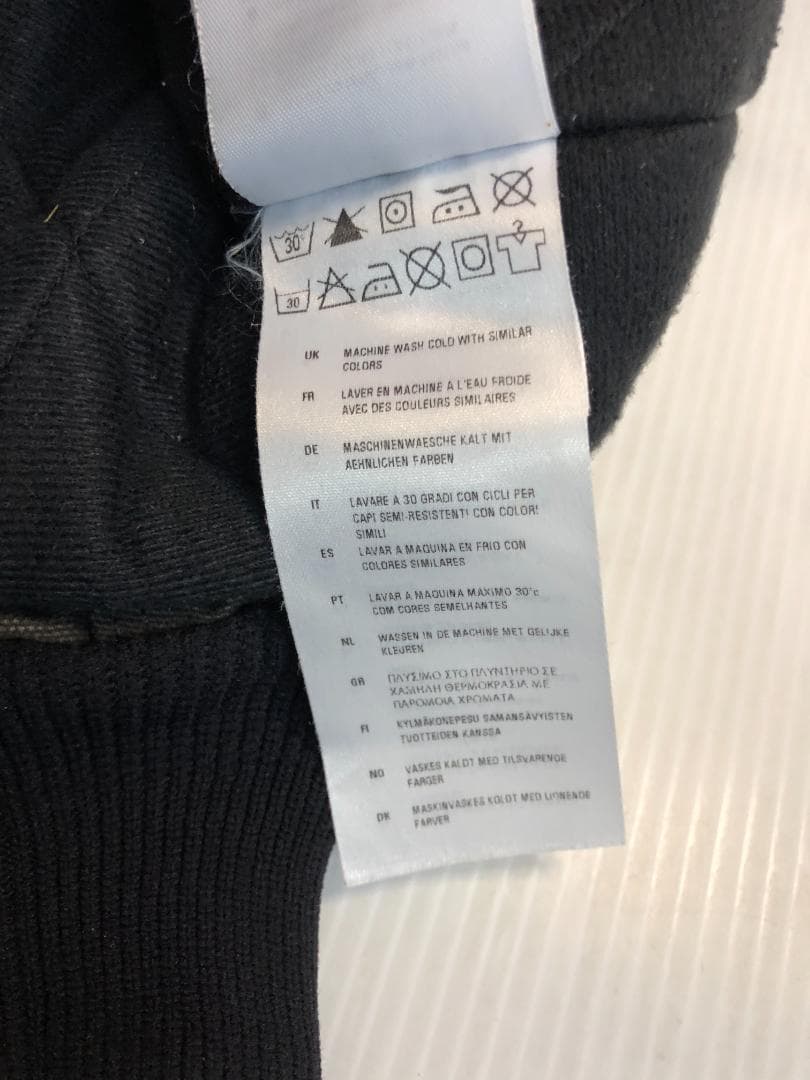 30°
30
2
UK MACHINE WASH COLD WITH SIMILAR
COLORS
FR LAVER EN MACHINE A L'EAU FROIDE
AVEC DES COULEURS SIMILAIRES
DE MASCHINENWAESCHE KALT MIT
AEHNLICHEN FARBEN
IT LAVARE A 30 GRADI CON CICLI PER
CAPI SEMI-RESISTENTI CON COLORI
SIMILI
ES LAVAR A MAQUINA EN FRIO CON
COLORES SIMILARES
PT LAVAR A MAQUINA MAXIMO 30°c
COM CORES SEMELHANTES
NL WASSEN IN DE MACHINE MET GELIJKE
KLEUREN
GR ΠΛΥΣΙΜΟ ΣΤΟ ΠΛΥΝΤΗΡΙΟ ΣΕ
ΧΑΜΗΛΗ ΘΕΡΜΟΚΡΑΣΙΑ ΜΕ
ΠΑΡΟΜΟΙΑ ΧΡΩΜΑΤΑ
FI KYLMÄKONEPESU SAMANSÄVYISTEN
TUOTTEIDEN KANSSA
NO VASKES KALDT MED TILSVARENDE
FARGER
DK MASKINVASKES KOLDT MED LIGNENDE
FARVER